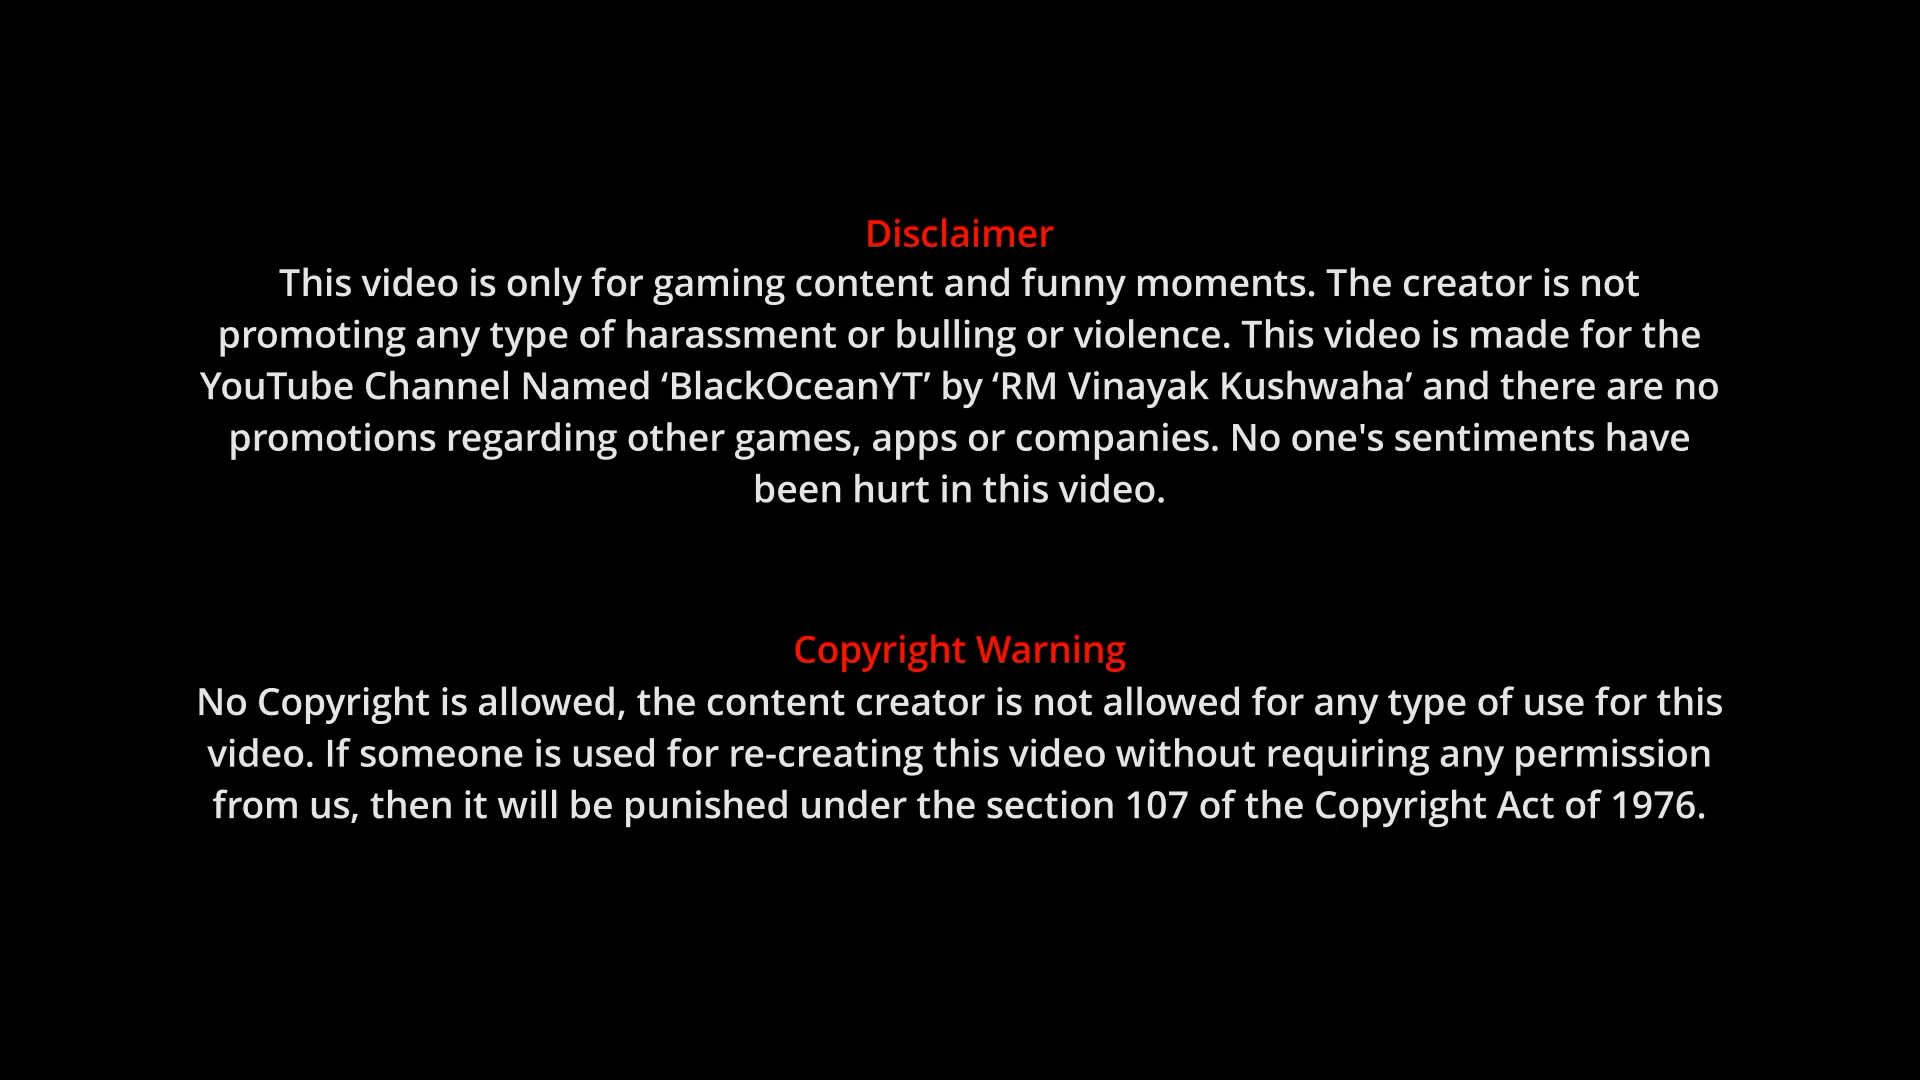 Disclaimer
This video is only for gaming content and funny moments. The creator is not
promoting any type of harassment or bulling or violence. This video is made for the
YouTube Channel Named ‘BlackOceanYT’ by ‘RM Vinayak Kushwaha’ and there are no
promotions regarding other games, apps or companies. No one's sentiments have
been hurt in this video.
Copyright Warning
No Copyright is allowed, the content creator is not allowed for any type of use for this
video. If someone is used for re-creating this video without requiring any permission
from us, then it will be punished under the section 107 of the Copyright Act of 1976.